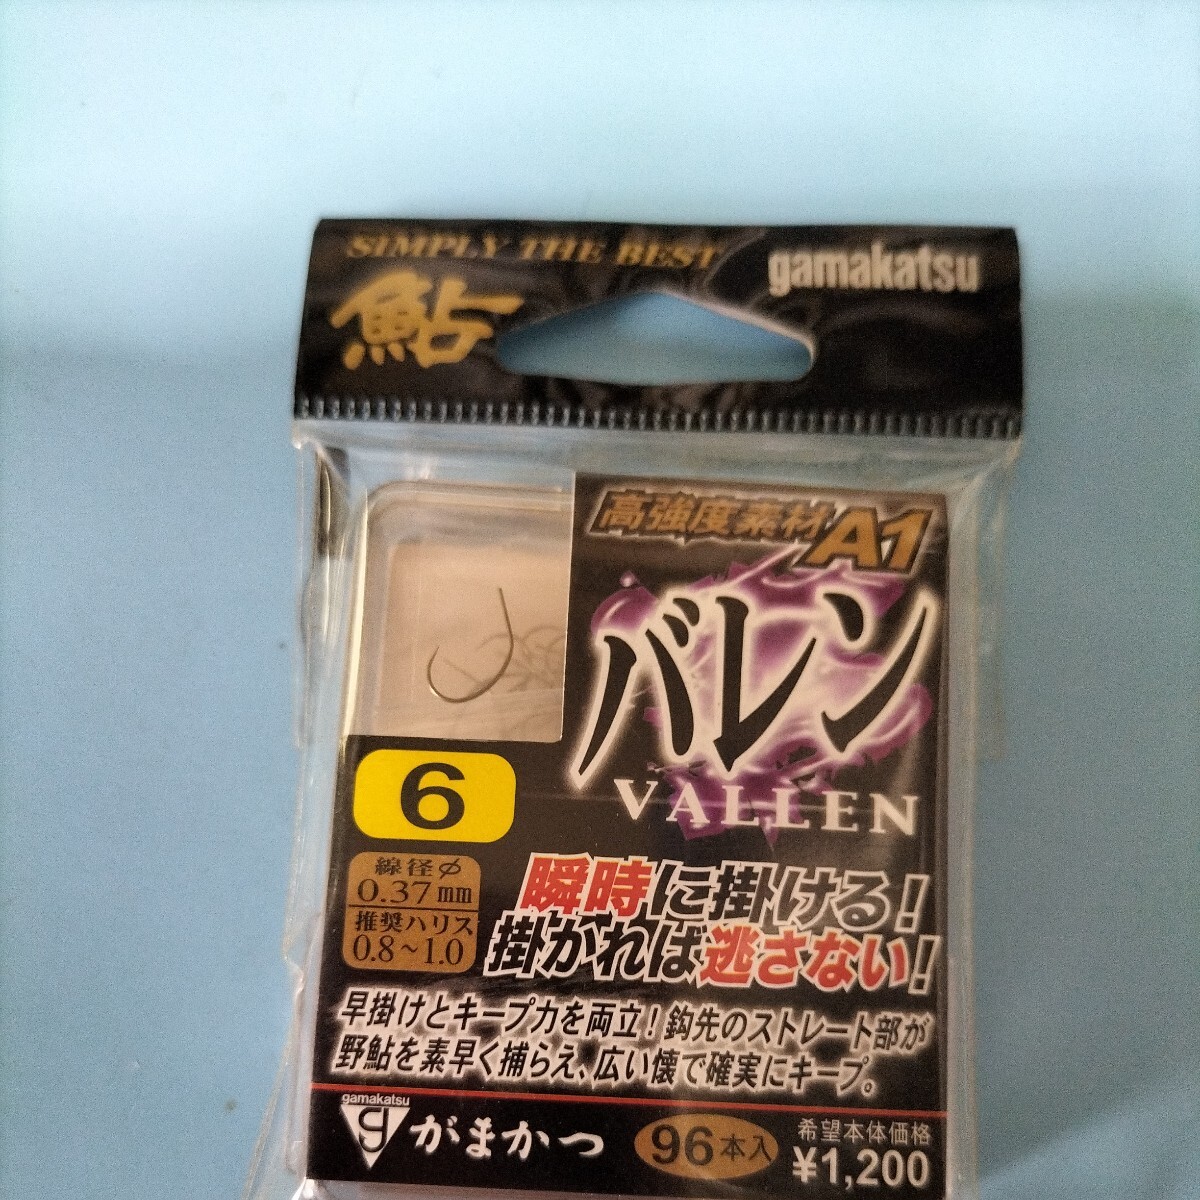 SIMPLY THE BEST
gamakatsu
鮎
高強度素材A1
バレン
VALLEN
6
線径φ
0.37mm
推奨ハリス
0.8~1.0
瞬時に掛ける!
掛かれば逃さない!
早掛けとキープ力を両立!鈎先のストレート部が
野鮎を素早く捕らえ、広い懐で確実にキープ。
gamakatsu
がまかつ
96本入
希望本体価格
¥1,200